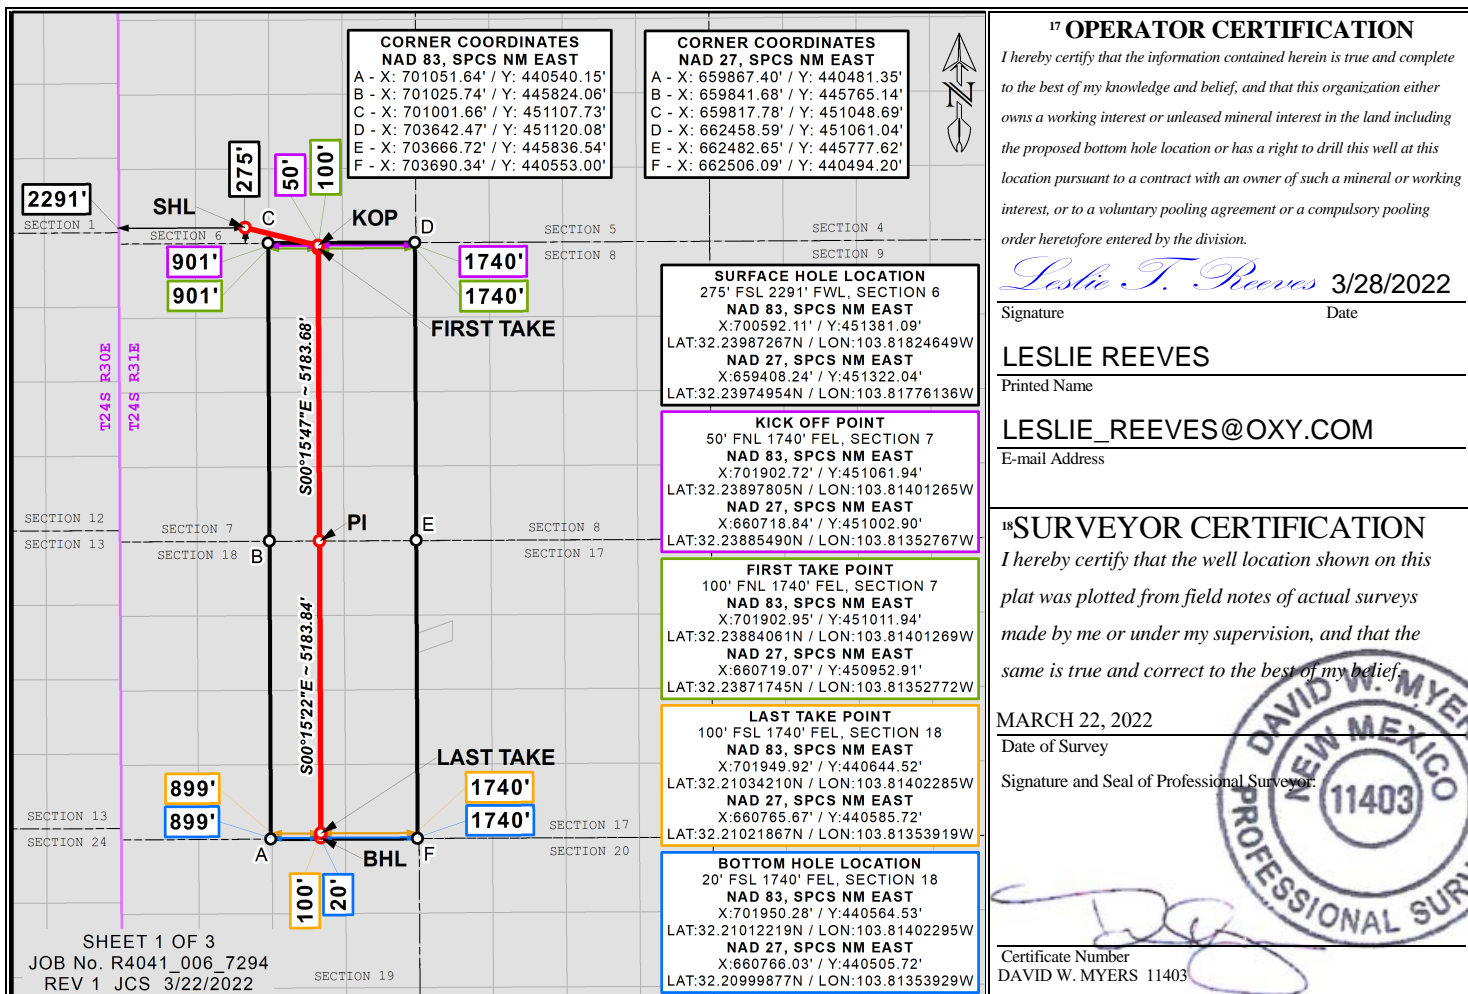 CORNER COORDINATES
NAD 83, SPCS NM EAST
A - X: 701051.64' / Y: 440540.15'
B - X: 701025.74' / Y: 445824.06'
C - X: 701001.66' / Y: 451107.73'
D - X: 703642.47' / Y: 451120.08'
E - X: 703666.72' / Y: 445836.54'
F - X: 703690.34' / Y: 440553.00'
CORNER COORDINATES
NAD 27, SPCS NM EAST
A - X: 659867.40' / Y: 440481.35'
B - X: 659841.68' / Y: 445765.14'
C - X: 659817.78' / Y: 451048.69'
D - X: 662458.59' / Y: 451061.04'
E - X: 662482.65' / Y: 445777.62'
F - X: 662506.09' / Y: 440494.20'
N
275'
50'
100'
2291'
SHL
C
KOP
D
SECTION 1
SECTION 6
SECTION 5
SECTION 4
SECTION 8
SECTION 9
901'
1740'
901'
1740'
FIRST TAKE
T24S R30E
T24S R31E
S00°15'47"E ~ 5183.68'
PI
E
SECTION 12
SECTION 7
SECTION 8
SECTION 13
SECTION 18
B
SECTION 17
S00°15'22"E ~ 5183.84'
LAST TAKE
899'
1740'
899'
1740'
SECTION 13
SECTION 17
SECTION 24
A
BHL
F
SECTION 20
100'
20'
SHEET 1 OF 3
JOB No. R4041_006_7294
REV 1 JCS 3/22/2022
SECTION 19
SURFACE HOLE LOCATION
275' FSL 2291' FWL, SECTION 6
NAD 83, SPCS NM EAST
X:700592.11' / Y:451381.09'
LAT:32.23987267N / LON:103.81824649W
NAD 27, SPCS NM EAST
X:659408.24' / Y:451322.04'
LAT:32.23974954N / LON:103.81776136W
KICK OFF POINT
50' FNL 1740' FEL, SECTION 7
NAD 83, SPCS NM EAST
X:701902.72' / Y:451061.94'
LAT:32.23897805N / LON:103.81401265W
NAD 27, SPCS NM EAST
X:660718.84' / Y:451002.90'
LAT:32.23885490N / LON:103.81352767W
FIRST TAKE POINT
100' FNL 1740' FEL, SECTION 7
NAD 83, SPCS NM EAST
X:701902.95' / Y:451011.94'
LAT:32.23884061N / LON:103.81401269W
NAD 27, SPCS NM EAST
X:660719.07' / Y:450952.91'
LAT:32.23871745N / LON:103.81352772W
LAST TAKE POINT
100' FSL 1740' FEL, SECTION 18
NAD 83, SPCS NM EAST
X:701949.92' / Y:440644.52'
LAT:32.21034210N / LON:103.81402285W
NAD 27, SPCS NM EAST
X:660765.67' / Y:440585.72'
LAT:32.21021867N / LON:103.81353919W
BOTTOM HOLE LOCATION
20' FSL 1740' FEL, SECTION 18
NAD 83, SPCS NM EAST
X:701950.28' / Y:440564.53'
LAT:32.21012219N / LON:103.81402295W
NAD 27, SPCS NM EAST
X:660766.03' / Y:440505.72'
LAT:32.20999877N / LON:103.81353929W
17 OPERATOR CERTIFICATION
I hereby certify that the information contained herein is true and complete
to the best of my knowledge and belief, and that this organization either
owns a working interest or unleased mineral interest in the land including
the proposed bottom hole location or has a right to drill this well at this
location pursuant to a contract with an owner of such a mineral or working
interest, or to a voluntary pooling agreement or a compulsory pooling
order heretofore entered by the division.
Leslie T. Reeves 3/28/2022
Signature Date
LESLIE REEVES
Printed Name
LESLIE_REEVES@OXY.COM
E-mail Address
18 SURVEYOR CERTIFICATION
I hereby certify that the well location shown on this
plat was plotted from field notes of actual surveys
made by me or under my supervision, and that the
same is true and correct to the best of my belief.
MARCH 22, 2022
Date of Survey
Signature and Seal of Professional Surveyor:
DAVID W. MYER
NEW MEXICO
11403
PROFESSIONAL SURV
Certificate Number
DAVID W. MYERS 11403